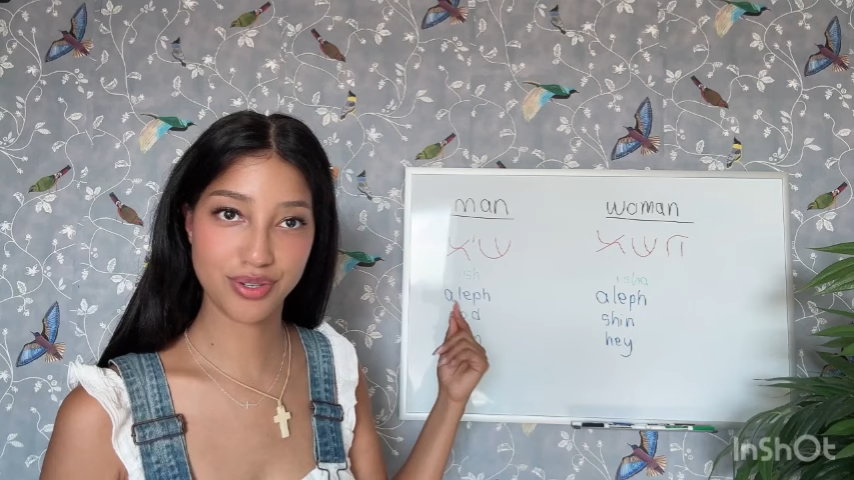 man
א י ש
ish
aleph
woman
א ש ה
isha
aleph
shin
hey
InShOt